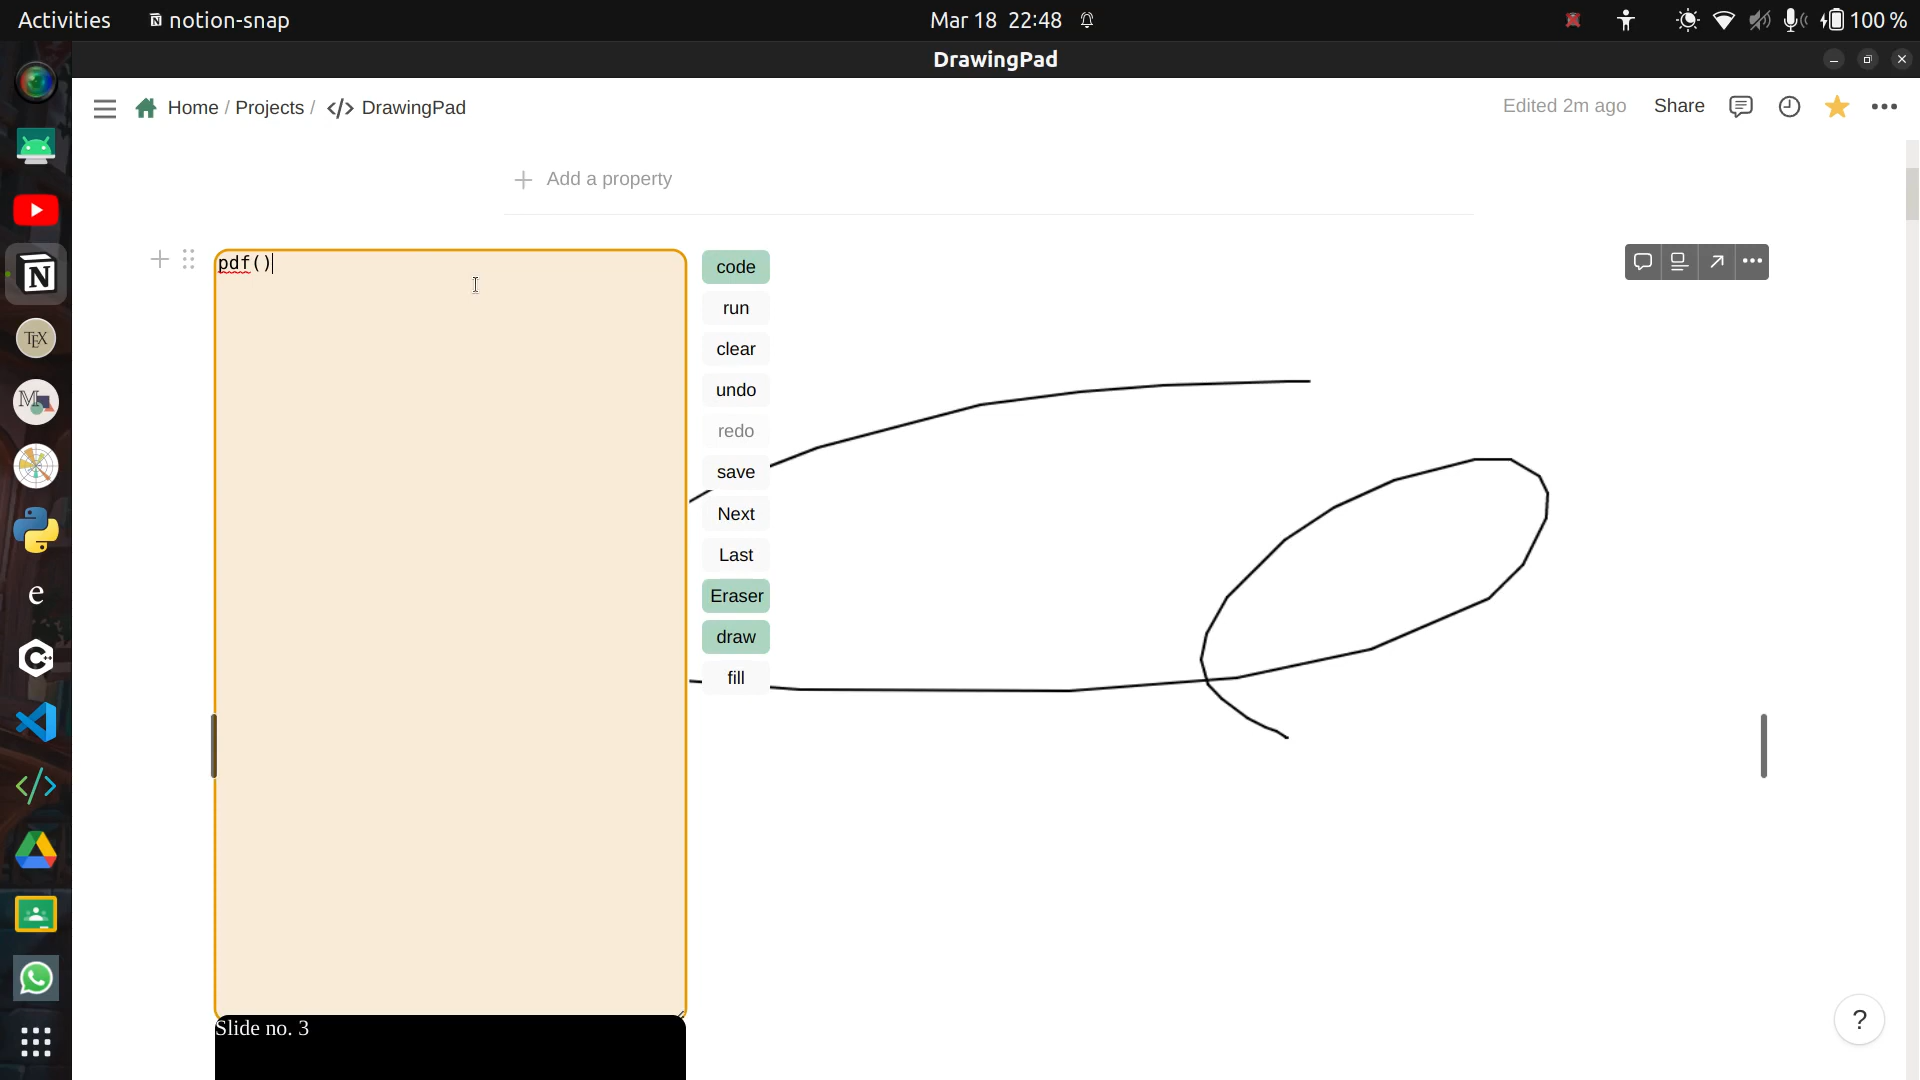 Activities notion-snap Mar 18 22:48 100 %
DrawingPad
Home / Projects / </> DrawingPad Edited 2m ago Share
+ Add a property
pdf()
code
run
clear
undo
redo
save
Next
Last
Eraser
draw
fill
Slide no. 3
N
TEX
M
e
C++
?